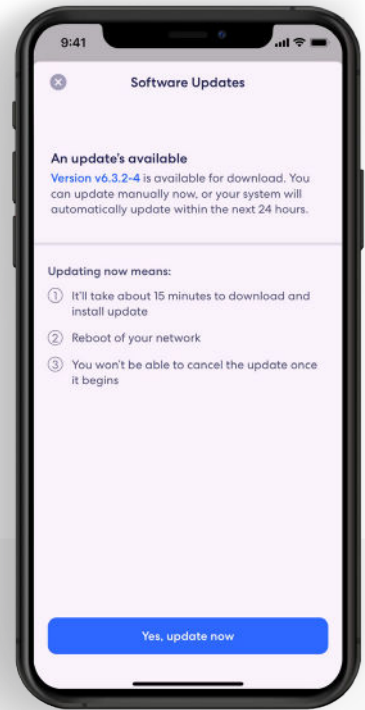 9:41
Software Updates
An update's available
Version v6.3.2-4 is available for download. You
can update manually now, or your system will
automatically update within the next 24 hours.
Updating now means:
1 It'll take about 15 minutes to download and
install update
2 Reboot of your network
3 You won't be able to cancel the update once
it begins
Yes, update now